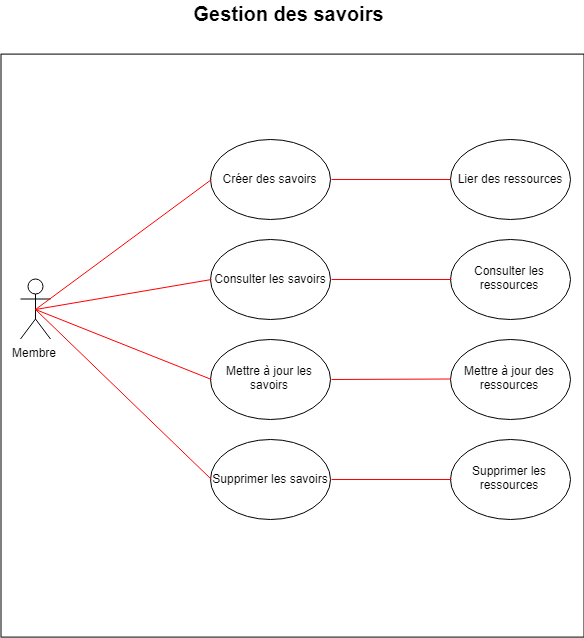 Gestion des savoirs
Créer des savoirs
Lier des ressources
Consulter les savoirs
Consulter les
ressources
Membre
Mettre à jour les
savoirs
Mettre à jour des
ressources
Supprimer les savoirs
Supprimer les
ressources